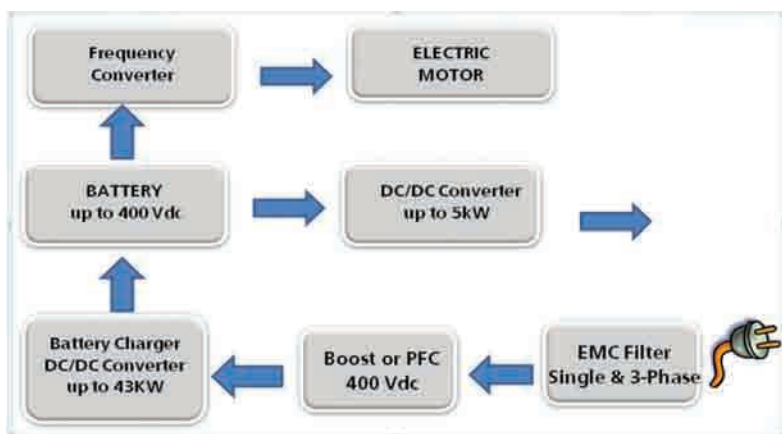 Frequency
Converter
ELECTRIC
MOTOR
BATTERY
up to 400 Vdc
DC/DC Converter
up to 5kW
Battery Charger
DC/DC Converter
up to 43KW
Boost or PFC
400 Vdc
EMC Filter
Single & 3-Phase